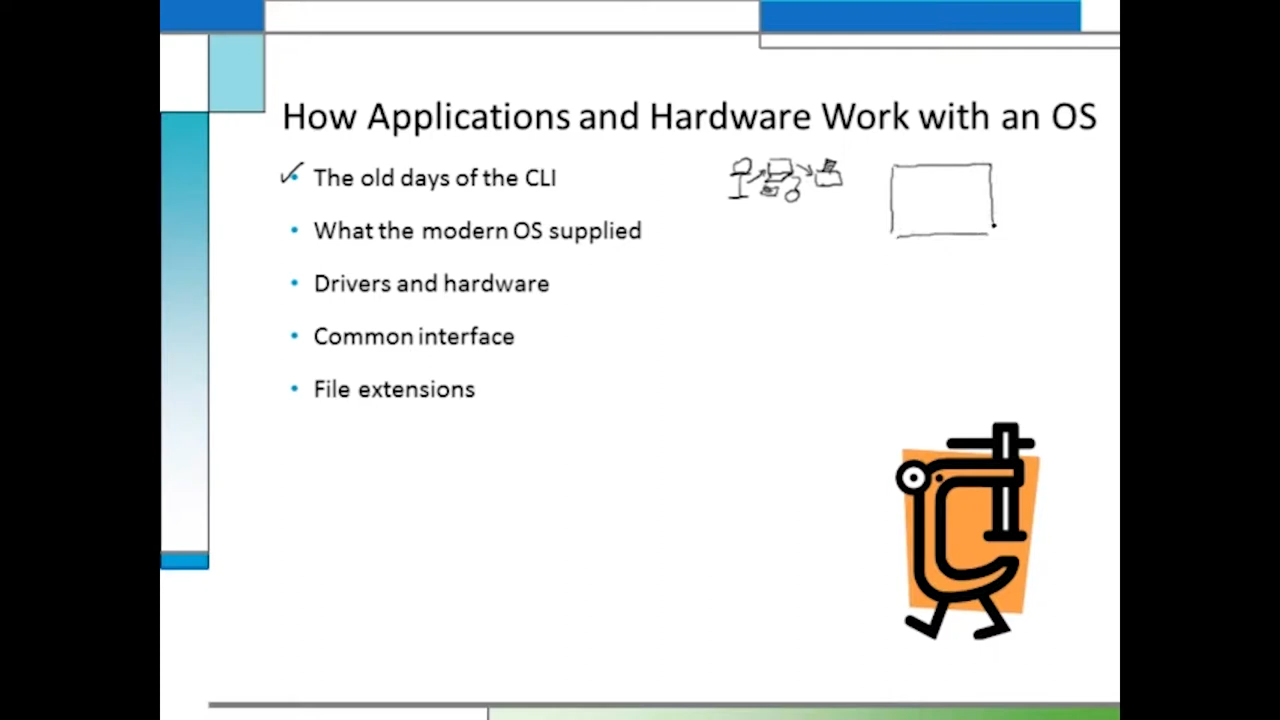 How Applications and Hardware Work with an OS
The old days of the CLI
What the modern OS supplied
Drivers and hardware
Common interface
File extensions